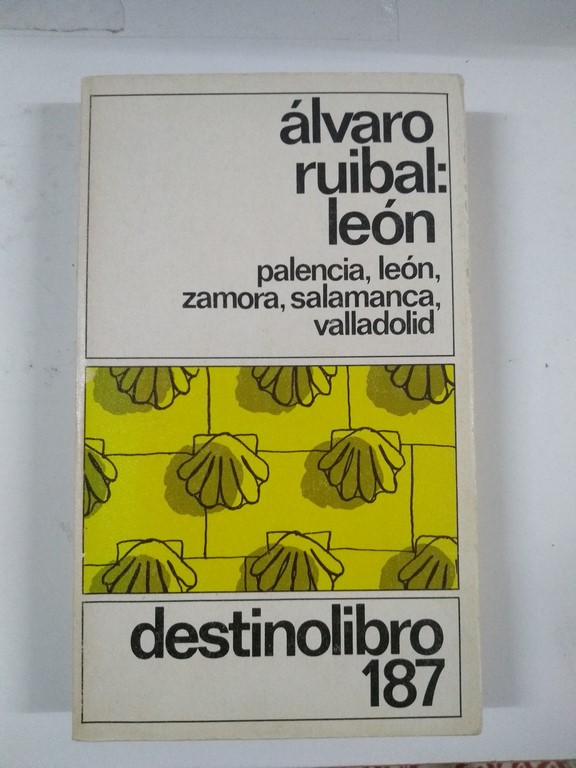 álvaro
ruibal:
león
palencia, león,
zamora, salamanca,
valladolid
destinolibro
187